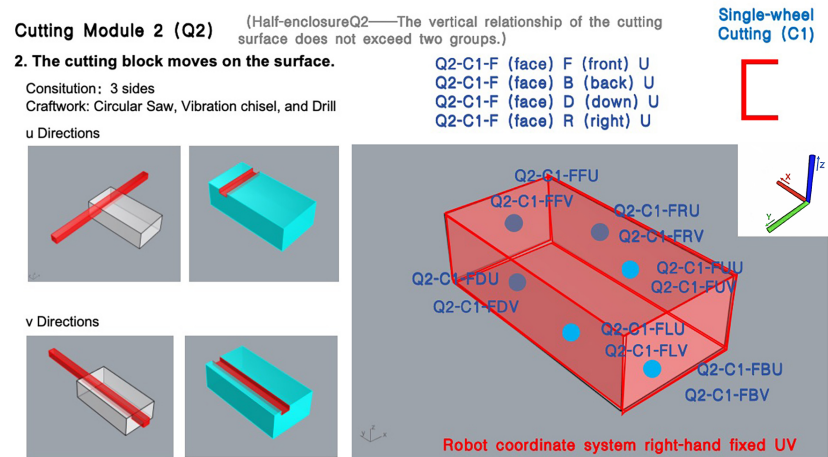 Cutting Module 2 (Q2)
(Half-enclosureQ2——The vertical relationship of the cutting
surface does not exceed two groups.)
Single-wheel
Cutting (C1)
2. The cutting block moves on the surface.
Consitution: 3 sides
Craftwork: Circular Saw, Vibration chisel, and Drill
Q2-C1-F (face) F (front) U
Q2-C1-F (face) B (back) U
Q2-C1-F (face) D (down) U
Q2-C1-F (face) R (right) U
u Directions
v Directions
X
Y
Z
Q2-C1-FFU
Q2-C1-FFV
Q2-C1-FRU
Q2-C1-FRV
Q2-C1-FUU
Q2-C1-FUV
Q2-C1-FDU
Q2-C1-FDV
Q2-C1-FLU
Q2-C1-FLV
Q2-C1-FBU
Q2-C1-FBV
Robot coordinate system right-hand fixed UV